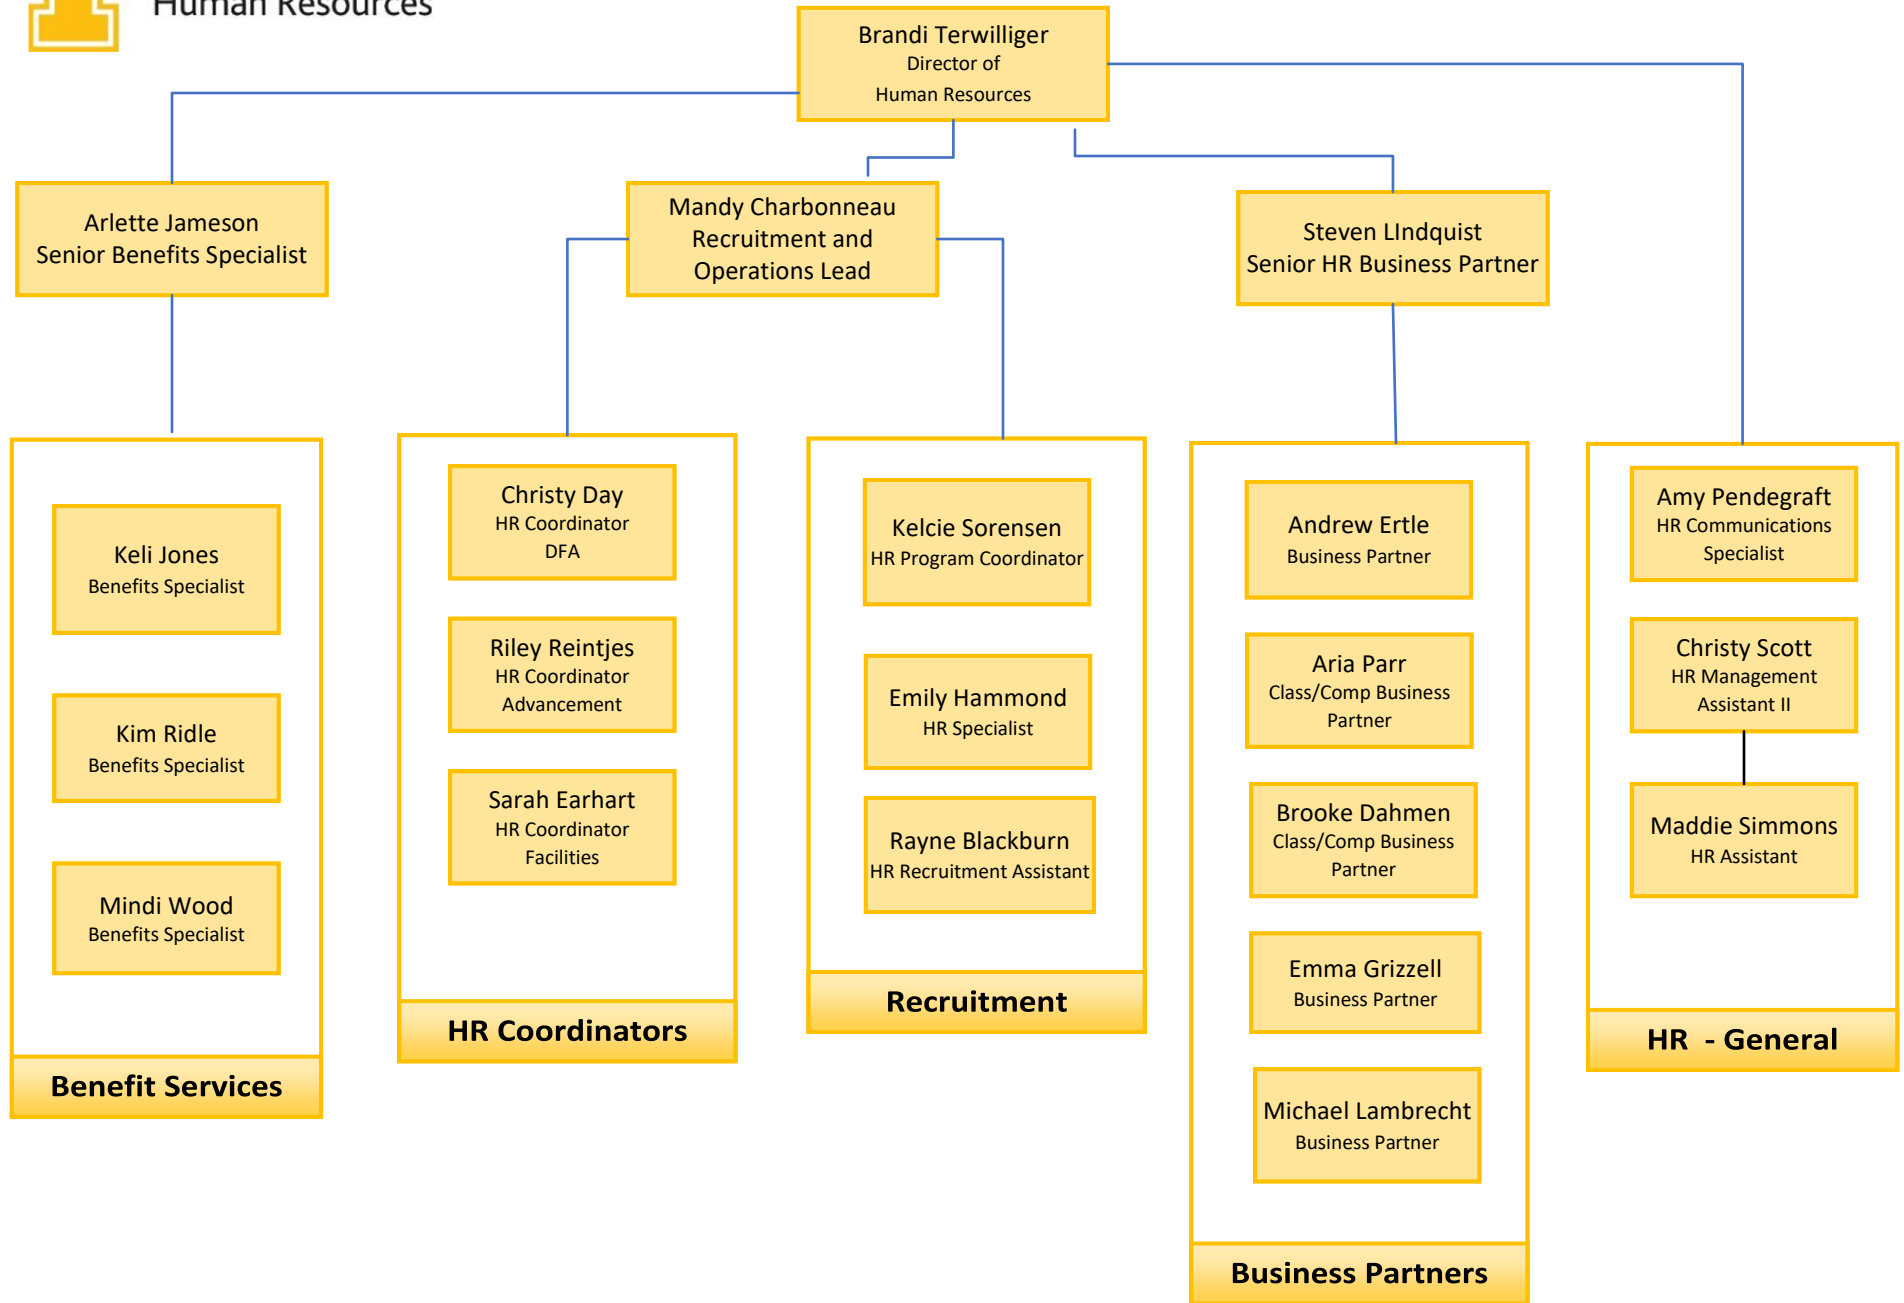 Human Resources
Brandi Terwilliger
Director of
Human Resources
Arlette Jameson
Senior Benefits Specialist
Mandy Charbonneau
Recruitment and
Operations Lead
Steven LIndquist
Senior HR Business Partner
Keli Jones
Benefits Specialist
Kim Ridle
Benefits Specialist
Mindi Wood
Benefits Specialist
Benefit Services
Christy Day
HR Coordinator
DFA
Riley Reintjes
HR Coordinator
Advancement
Sarah Earhart
HR Coordinator
Facilities
HR Coordinators
Kelcie Sorensen
HR Program Coordinator
Emily Hammond
HR Specialist
Rayne Blackburn
HR Recruitment Assistant
Recruitment
Andrew Ertle
Business Partner
Aria Parr
Class/Comp Business
Partner
Brooke Dahmen
Class/Comp Business
Partner
Emma Grizzell
Business Partner
Michael Lambrecht
Business Partner
Business Partners
Amy Pendegraft
HR Communications
Specialist
Christy Scott
HR Management
Assistant II
Maddie Simmons
HR Assistant
HR - General